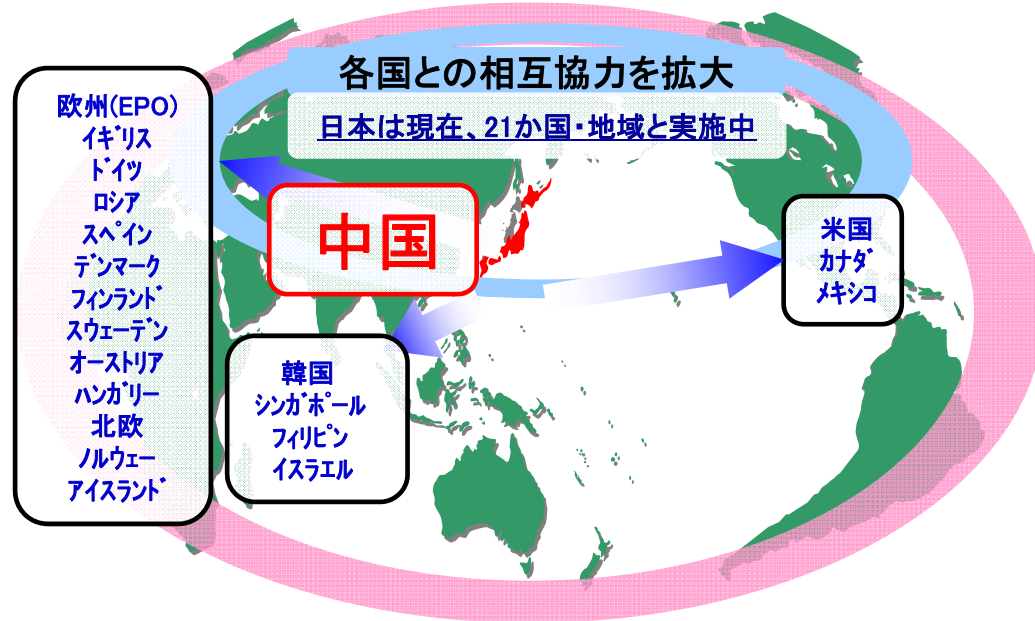 各国との相互協力を拡大
日本は現在、21か国・地域と実施中
欧州(EPO)
イギリス
ドイツ
ロシア
スペイン
デンマーク
フィンランド
スウェーデン
オーストリア
ハンガリー
北欧
ノルウェー
アイスランド
中国
韓国
シンガポール
フィリピン
イスラエル
米国
カナダ
メキシコ